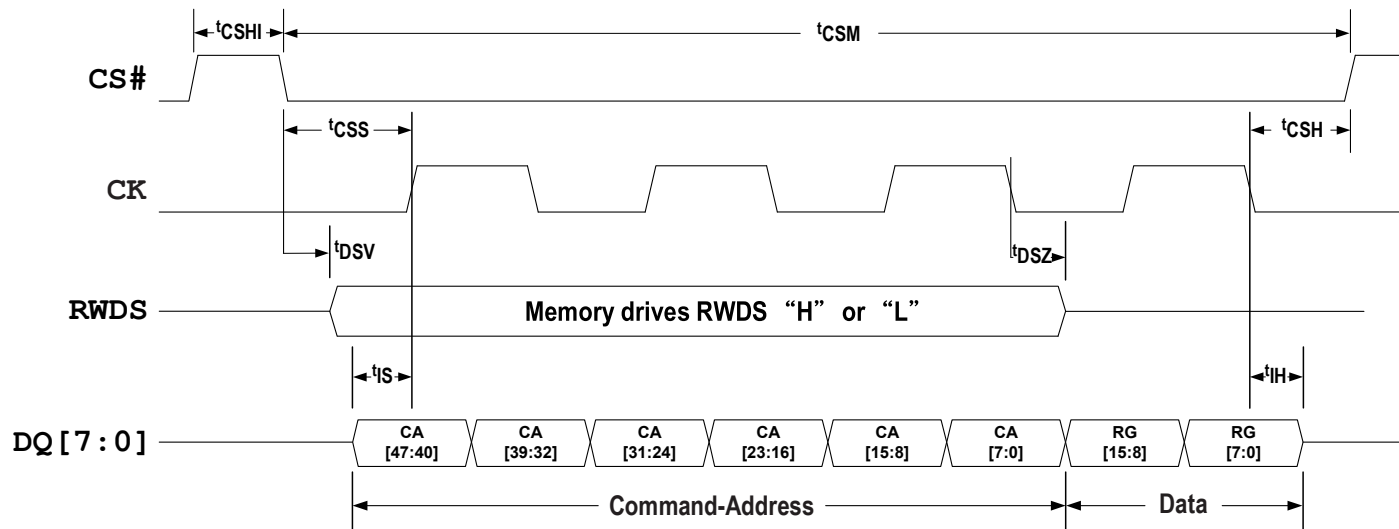 tCSHI
tCSM
CS#
tCSS
tCSH
CK
tDSV
tDSZ
RWDS
Memory drives RWDS “H” or “L”
tIS
tIH
DQ[7:0]
CA
[47:40]
CA
[39:32]
CA
[31:24]
CA
[23:16]
CA
[15:8]
CA
[7:0]
RG
[15:8]
RG
[7:0]
Command-Address
Data